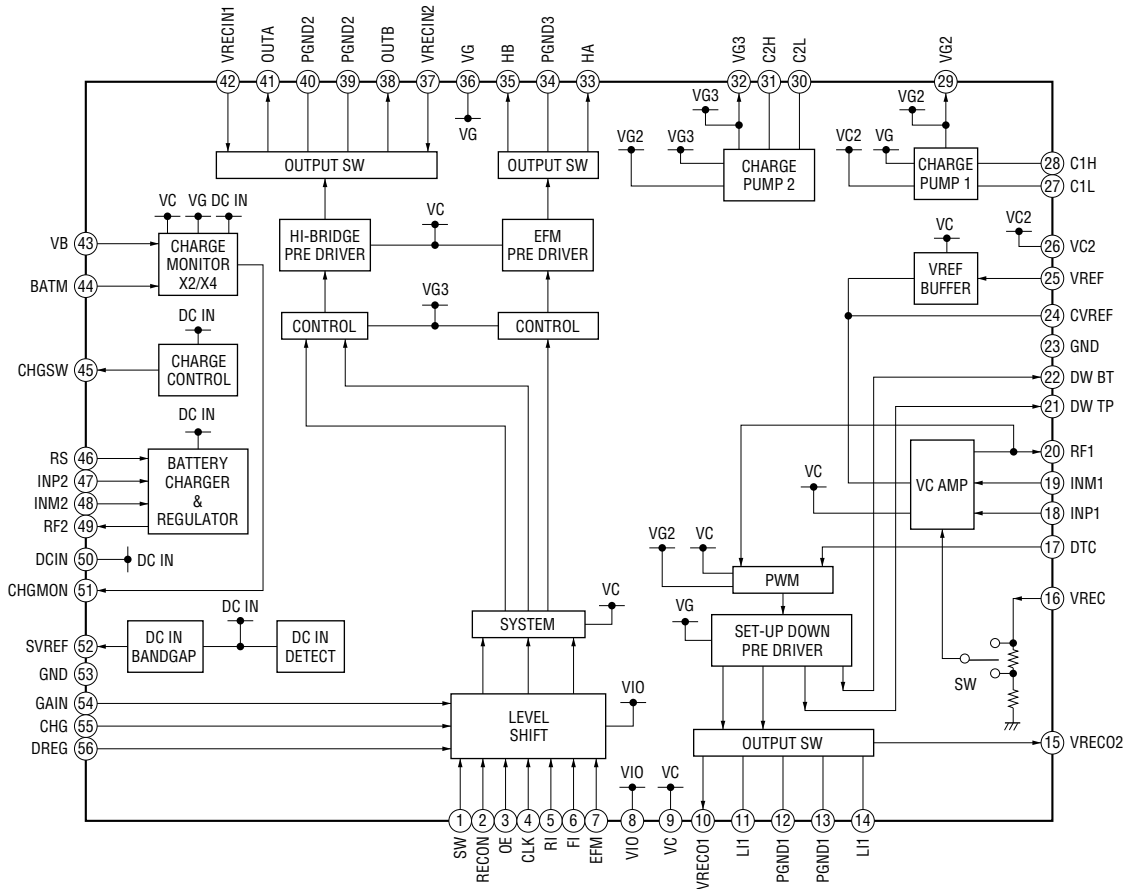 VRECIN1
OUTA
PGND2
PGND2
OUTB
VRECIN2
VG
HB
PGND3
HA
VG3
C2H
C2L
VG2
42
41
40
39
38
37
36
35
34
33
32
31
30
29
VG
VG3
VG2
VG2
VG3
VC2
VG
OUTPUT SW
OUTPUT SW
CHARGE
PUMP 2
CHARGE
PUMP 1
28 C1H
27 C1L
VC VG DC IN
VB 43
CHARGE
MONITOR
X2/X4
BATM 44
HI-BRIDGE
PRE DRIVER
VC
EFM
PRE DRIVER
VC
VC2
26 VC2
VREF
BUFFER
25 VREF
VG3
CONTROL
CONTROL
24 CVREF
DC IN
23 GND
CHARGE
CONTROL
CHGSW 45
22 DW BT
21 DW TP
DC IN
RS 46
INP2 47
INM2 48
RF2 49
BATTERY
CHARGER
&
REGULATOR
20 RF1
VC AMP
VC
19 INM1
18 INP1
DCIN 50 DC IN
VG2
VC
17 DTC
CHGMON 51
PWM
16 VREC
DC IN
VC
SYSTEM
VG
SET-UP DOWN
PRE DRIVER
SVREF 52
DC IN
BANDGAP
DC IN
DETECT
SW
GND 53
GAIN 54
CHG 55
DREG 56
LEVEL
SHIFT
VIO
OUTPUT SW
15 VRECO2
VIO
VC
1
2
3
4
5
6
7
8
9
10
11
12
13
14
SW
RECON
OE
CLK
RI
FI
EFM
VIO
VC
VRECO1
LI1
PGND1
PGND1
LI1